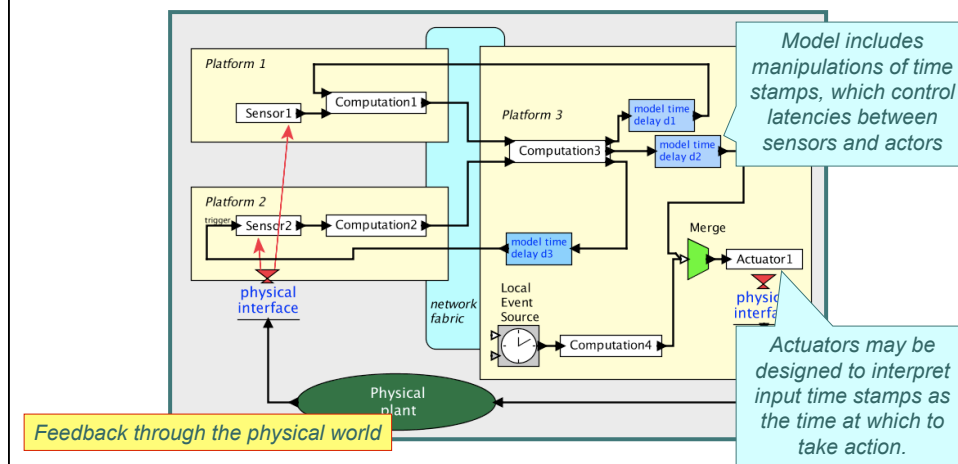 Platform 1
Sensor1
Computation1
Platform 2
trigger
Sensor2
Computation2
physical
interface
network
fabric
Platform 3
Computation3
model time
delay d1
model time
delay d2
model time
delay d3
Merge
Actuator1
Local
Event
Source
Computation4
Physical
plant
Model includes
manipulations of time
stamps, which control
latencies between
sensors and actors
Actuators may be
designed to interpret
input time stamps as
the time at which to
take action.
Feedback through the physical world